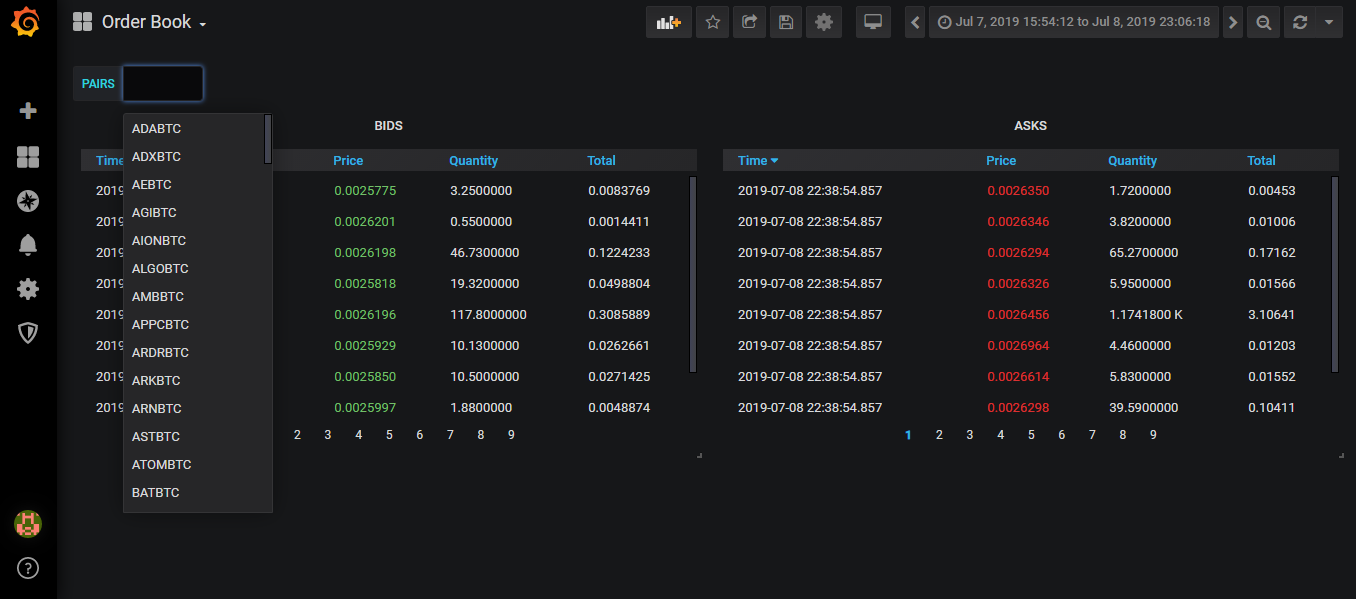 Order Book
Jul 7, 2019 15:54:12 to Jul 8, 2019 23:06:18
PAIRS
ADABTC
ADXBTC
AEBTC
AGIBTC
AIONBTC
ALGOBTC
AMBBTC
APPCBTC
ARDRBTC
ARKBTC
ARNBTC
ASTBTC
ATOMBTC
BATBTC
BIDS
Time Price Quantity Total
2019 0.0025775 3.2500000 0.0083769
2019 0.0026201 0.5500000 0.0014411
2019 0.0026198 46.7300000 0.1224233
2019 0.0025818 19.3200000 0.0498804
2019 0.0026196 117.8000000 0.3085889
2019 0.0025929 10.1300000 0.0262661
2019 0.0025850 10.5000000 0.0271425
2019 0.0025997 1.8800000 0.0048874
2 3 4 5 6 7 8 9
ASKS
Time Price Quantity Total
2019-07-08 22:38:54.857 0.0026350 1.7200000 0.00453
2019-07-08 22:38:54.857 0.0026346 3.8200000 0.01006
2019-07-08 22:38:54.857 0.0026294 65.2700000 0.17162
2019-07-08 22:38:54.857 0.0026326 5.9500000 0.01566
2019-07-08 22:38:54.857 0.0026456 1.1741800 K 3.10641
2019-07-08 22:38:54.857 0.0026964 4.4600000 0.01203
2019-07-08 22:38:54.857 0.0026614 5.8300000 0.01552
2019-07-08 22:38:54.857 0.0026298 39.5900000 0.10411
1 2 3 4 5 6 7 8 9